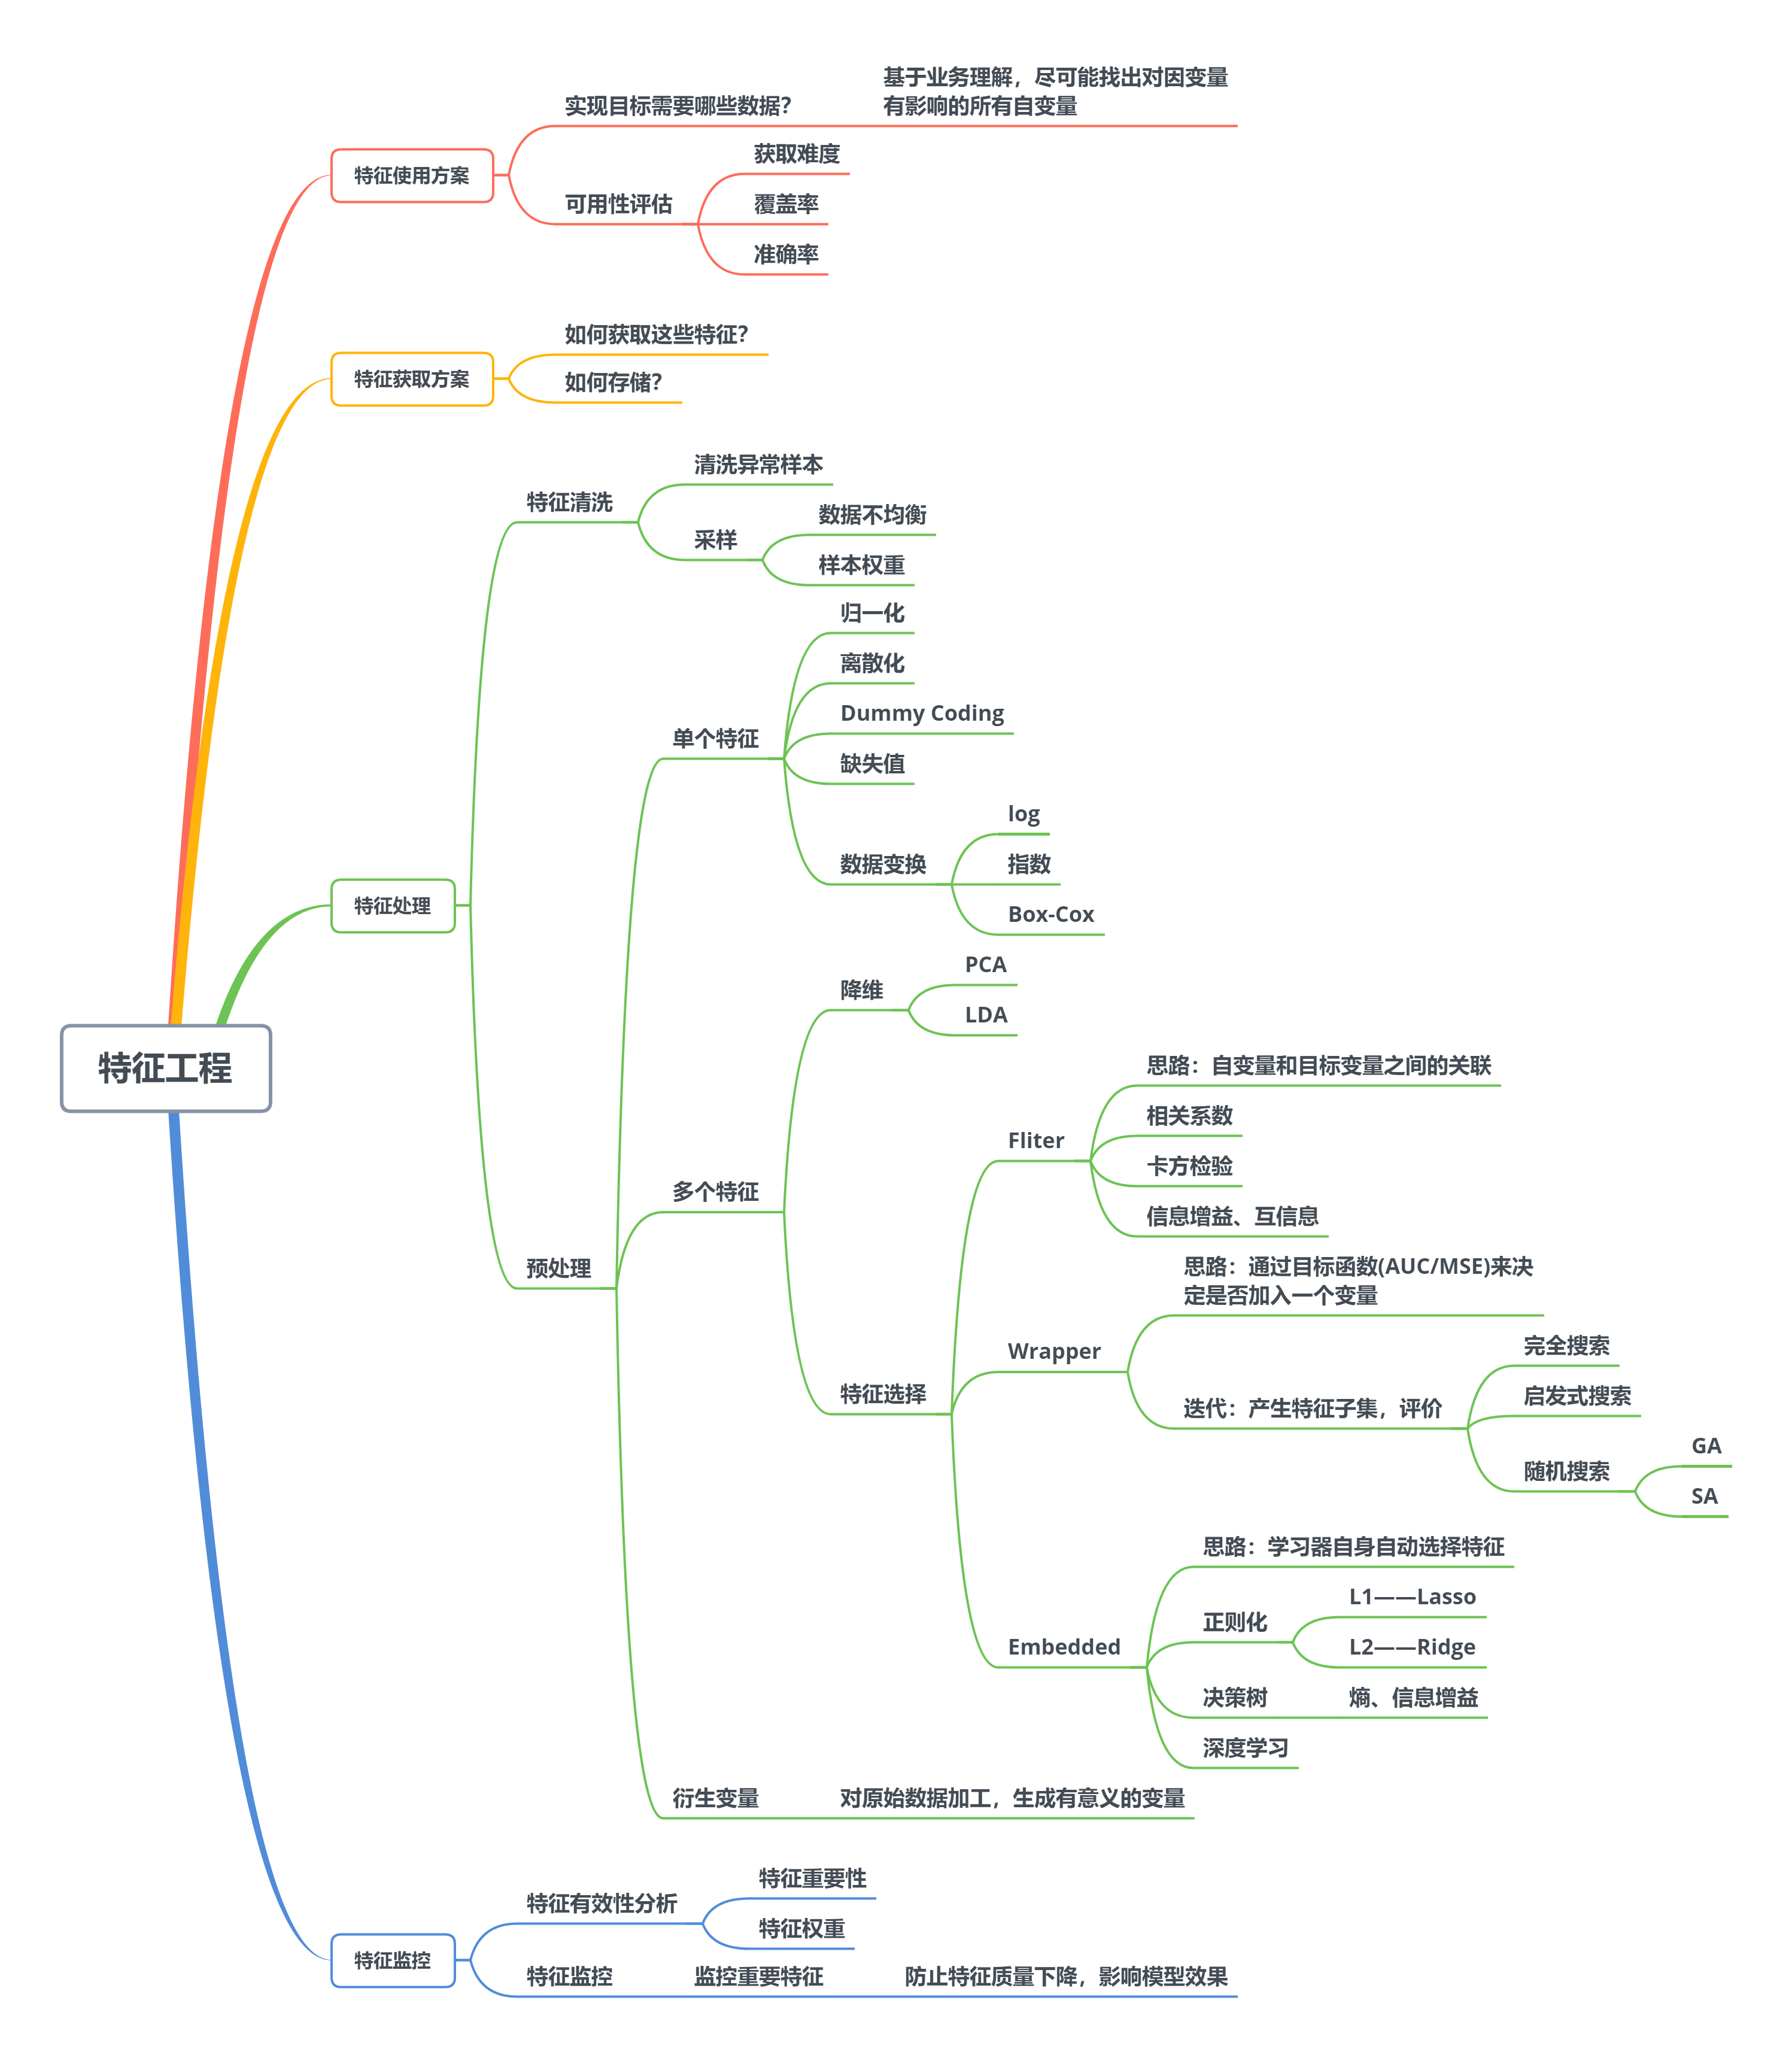 基于业务理解，尽可能找出对因变量
有影响的所有自变量
实现目标需要哪些数据？
获取难度
特征使用方案
可用性评估
覆盖率
准确率
如何获取这些特征？
特征获取方案
如何存储？
清洗异常样本
特征清洗
数据不均衡
采样
样本权重
归一化
离散化
Dummy Coding
单个特征
缺失值
log
数据变换
指数
特征处理
Box-Cox
PCA
降维
LDA
特征工程
思路：自变量和目标变量之间的关联
相关系数
Fliter
卡方检验
多个特征
信息增益、互信息
预处理
思路：通过目标函数(AUC/MSE)来决
定是否加入一个变量
Wrapper
完全搜索
特征选择
启发式搜索
迭代：产生特征子集，评价
GA
随机搜索
SA
思路：学习器自身自动选择特征
L1——Lasso
正则化
Embedded
L2——Ridge
决策树
熵、信息增益
深度学习
衍生变量
对原始数据加工，生成有意义的变量
特征重要性
特征有效性分析
特征权重
特征监控
特征监控
监控重要特征
防止特征质量下降，影响模型效果